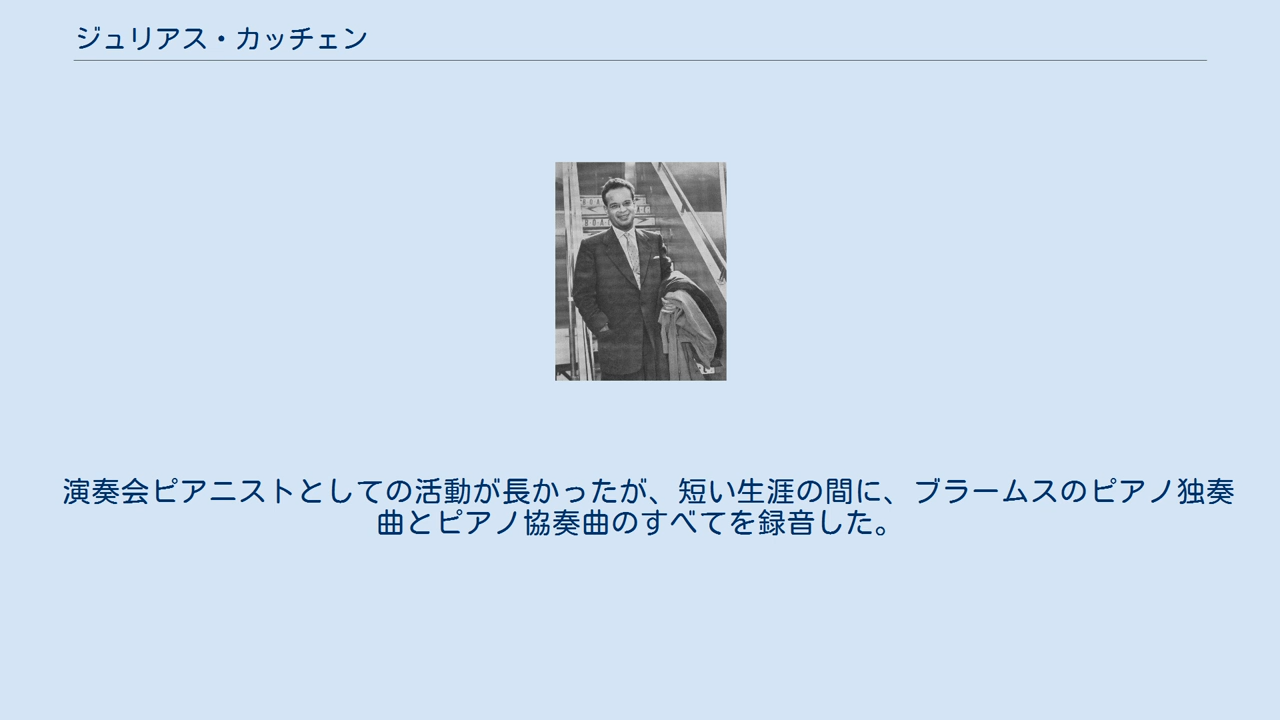 ジュリアス・カッチェン
演奏会ピアニストとしての活動が長かったが、短い生涯の間に、ブラームスのピアノ独奏
曲とピアノ協奏曲のすべてを録音した。